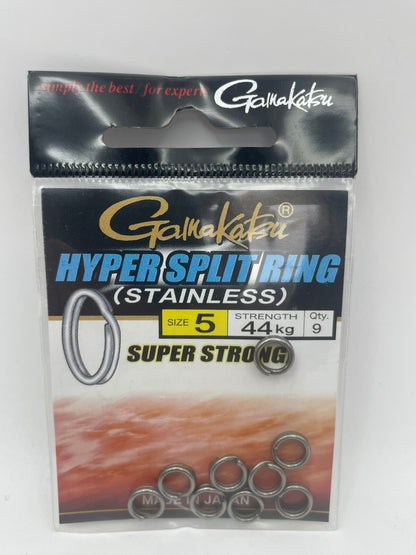 simply the best / for experts
Gamakatsu
Gamakatsu®
HYPER SPLIT RING
(STAINLESS)
SIZE 5 STRENGTH 44kg Qty. 9
SUPER STRONG
MADE IN JAPAN